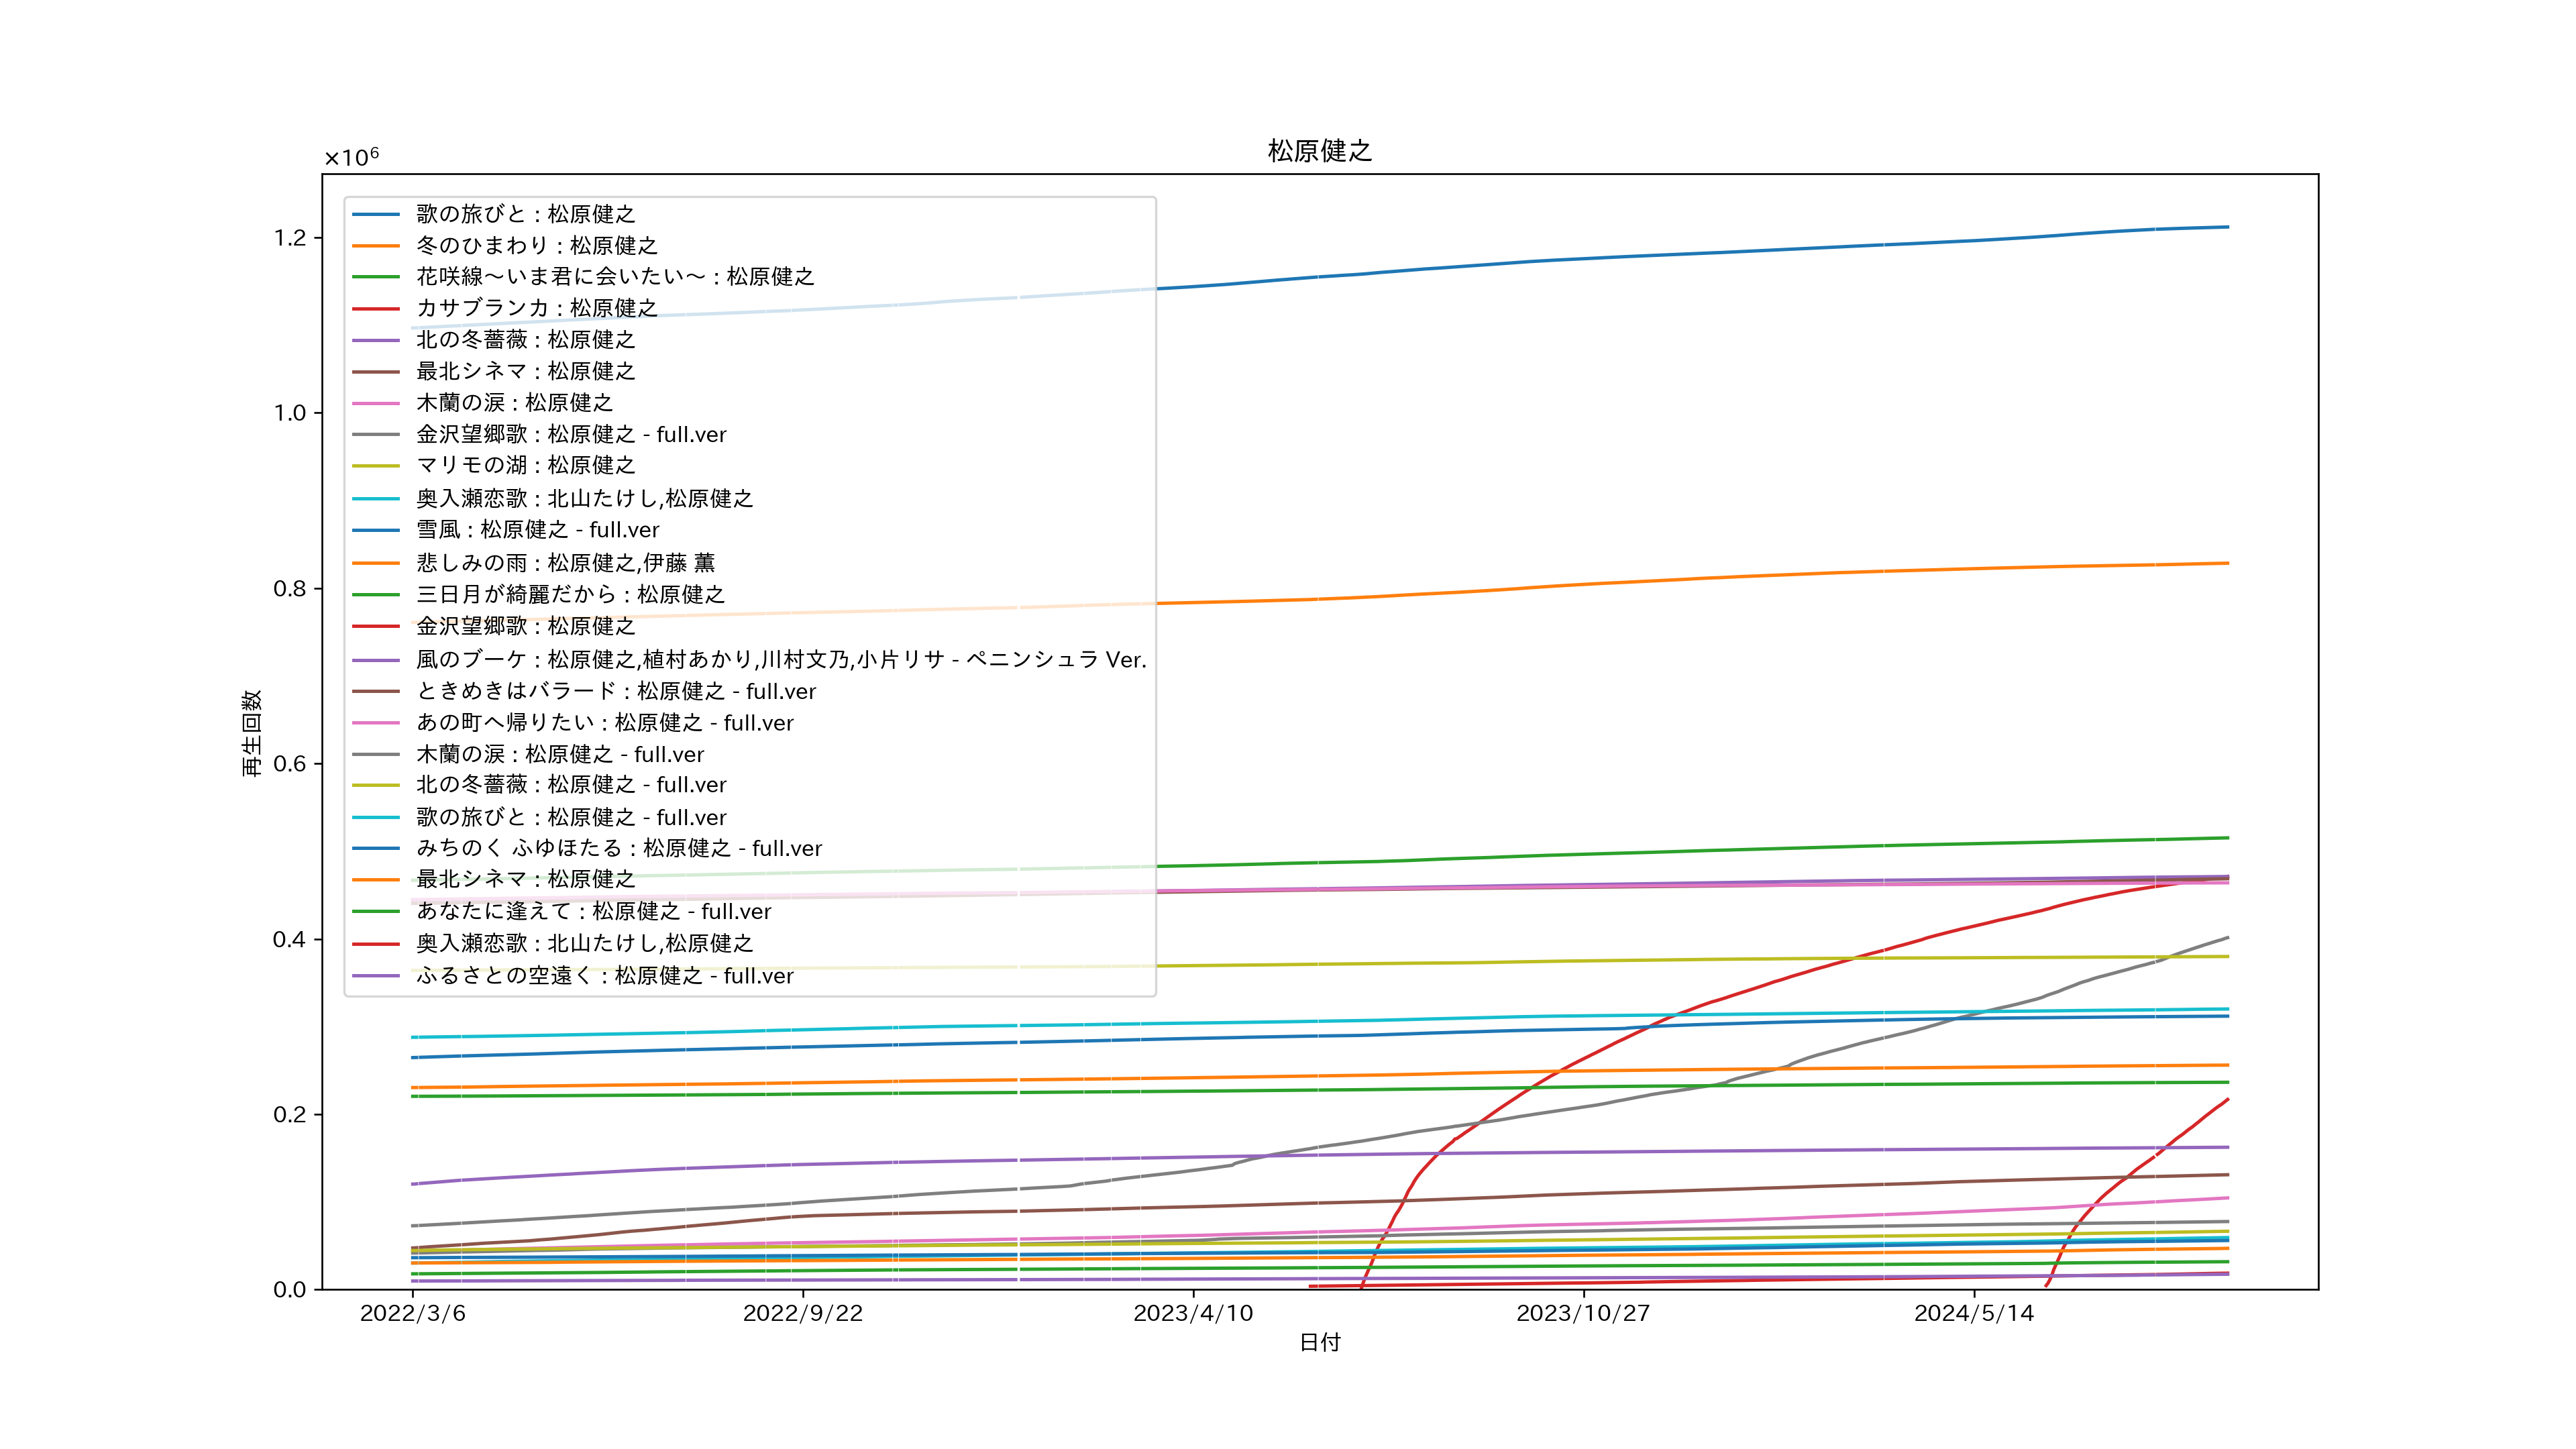 松原健之
×10⁶
1.2
1.0
0.8
0.6
0.4
0.2
0.0
再生回数
歌の旅びと : 松原健之
冬のひまわり : 松原健之
花咲線～いま君に会いたい～ : 松原健之
カサブランカ : 松原健之
北の冬薔薇 : 松原健之
最北シネマ : 松原健之
木蘭の涙 : 松原健之
金沢望郷歌 : 松原健之 - full.ver
マリモの湖 : 松原健之
奥入瀬恋歌 : 北山たけし,松原健之
雪風 : 松原健之 - full.ver
悲しみの雨 : 松原健之,伊藤 薫
三日月が綺麗だから : 松原健之
金沢望郷歌 : 松原健之
風のブーケ : 松原健之,植村あかり,川村文乃,小片リサ - ペニンシュラ Ver.
ときめきはバラード : 松原健之 - full.ver
あの町へ帰りたい : 松原健之 - full.ver
木蘭の涙 : 松原健之 - full.ver
北の冬薔薇 : 松原健之 - full.ver
歌の旅びと : 松原健之 - full.ver
みちのく ふゆほたる : 松原健之 - full.ver
最北シネマ : 松原健之
あなたに逢えて : 松原健之 - full.ver
奥入瀬恋歌 : 北山たけし,松原健之
ふるさとの空遠く : 松原健之 - full.ver
2022/3/6
2022/9/22
2023/4/10
2023/10/27
2024/5/14
日付